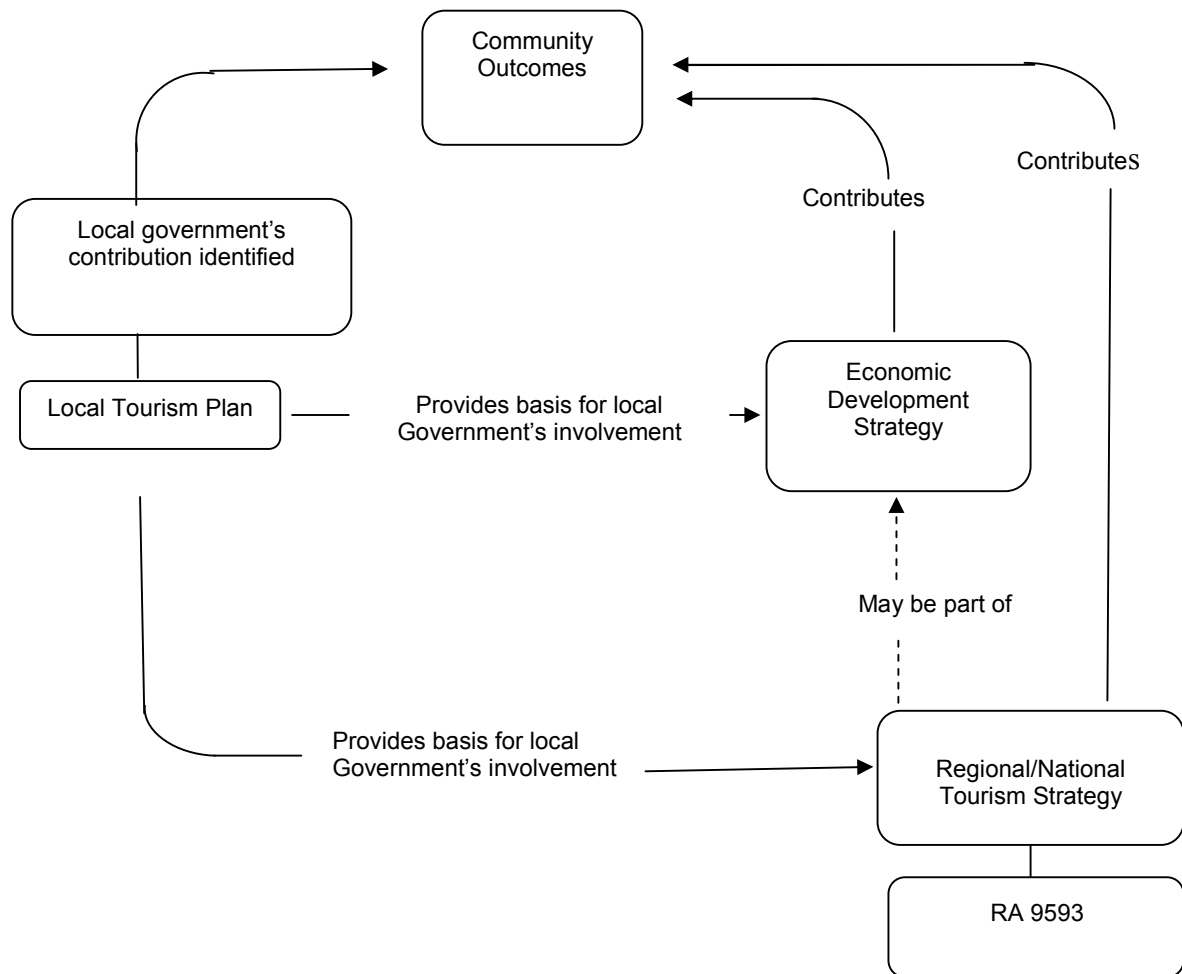 Community
Outcomes
ContributeS
Contributes
Local government’s
contribution identified
Economic
Development
Strategy
Local Tourism Plan
Provides basis for local
Government’s involvement
May be part of
Provides basis for local
Government’s involvement
Regional/National
Tourism Strategy
RA 9593